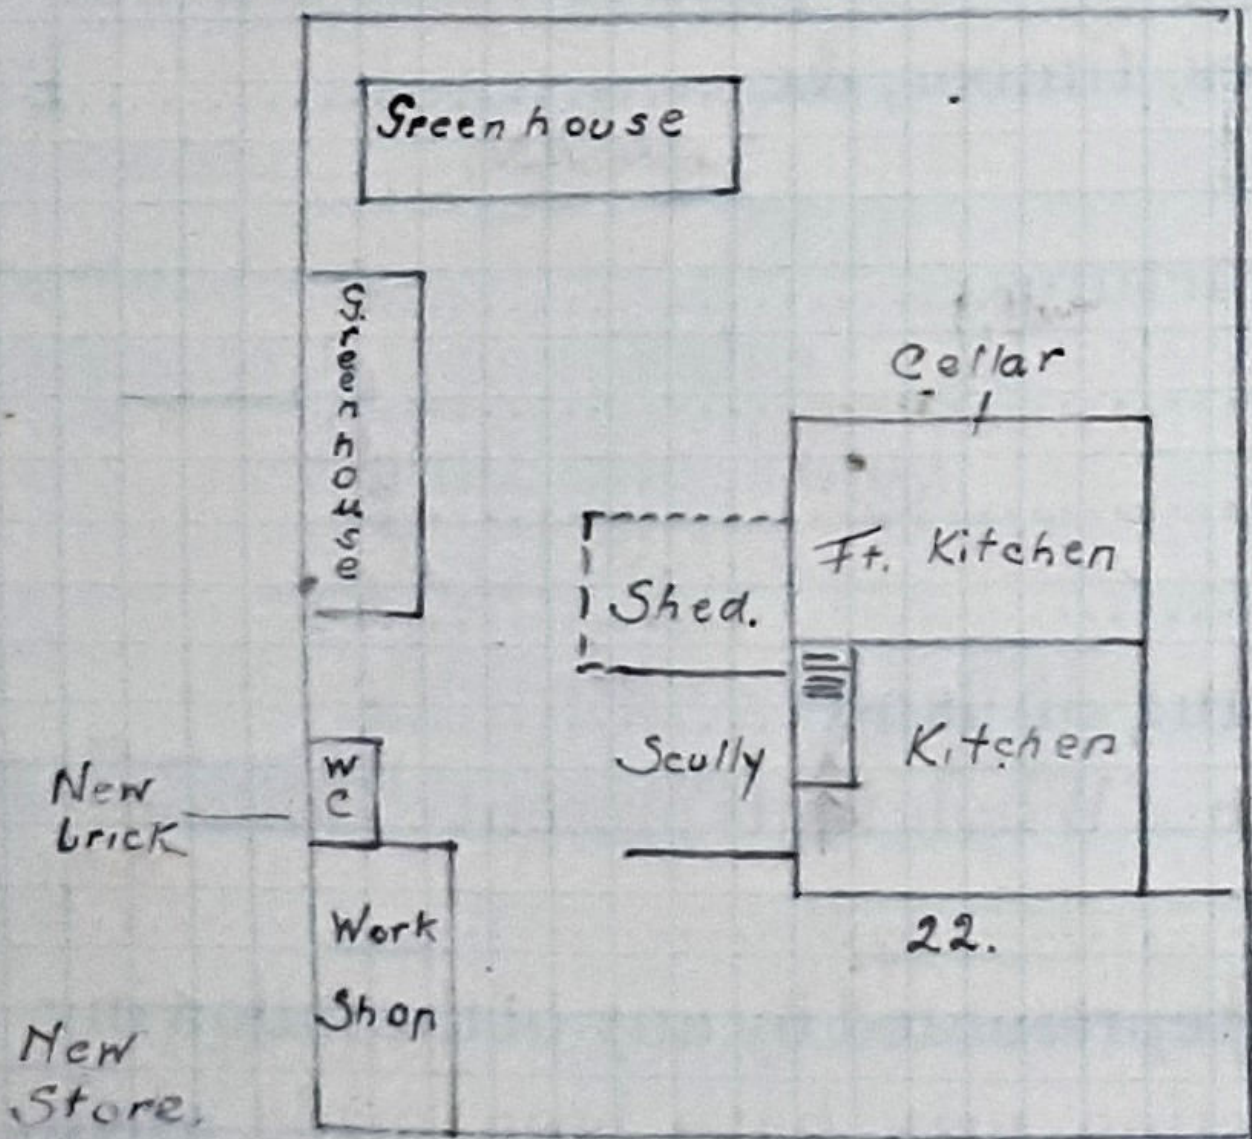 Greenhouse
Greenhouse
Cellar
Ft. Kitchen
Shed.
Scully
Kitchen
W
C
New
brick
22.
Work
Shop
New
Store.